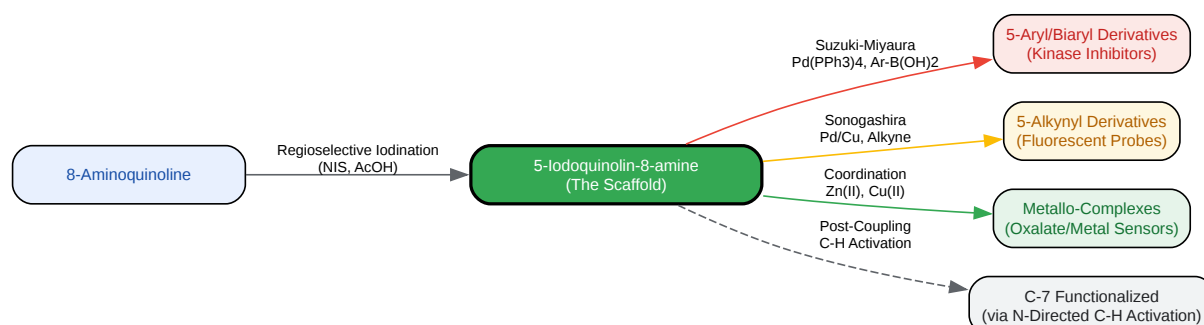 8-Aminoquinoline
Regioselective Iodination
(NIS, AcOH)
5-Iodoquinolin-8-amine
(The Scaffold)
Suzuki-Miyaura
Pd(PPh3)4, Ar-B(OH)2
5-Aryl/Biaryl Derivatives
(Kinase Inhibitors)
Sonogashira
Pd/Cu, Alkyne
5-Alkynyl Derivatives
(Fluorescent Probes)
Coordination
Zn(II), Cu(II)
Metallo-Complexes
(Oxalate/Metal Sensors)
Post-Coupling
C-H Activation
C-7 Functionalized
(via N-Directed C-H Activation)